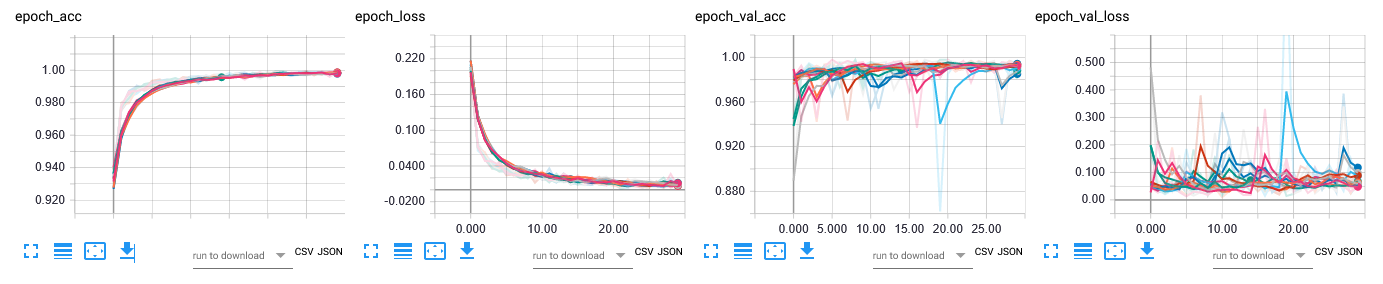 epoch_acc
1.00
0.980
0.960
0.940
0.920
run to download
CSV JSON
epoch_loss
0.220
0.160
0.100
0.0400
-0.0200
0.000 10.00 20.00
run to download
CSV JSON
epoch_val_acc
1.00
0.960
0.920
0.880
0.000 5.000 10.00 15.00 19.00 20.00 25.00
run to download
CSV JSON
epoch_val_loss
0.500
0.400
0.300
0.200
0.100
0.00
0.000 10.00 20.00
run to download
CSV JSON